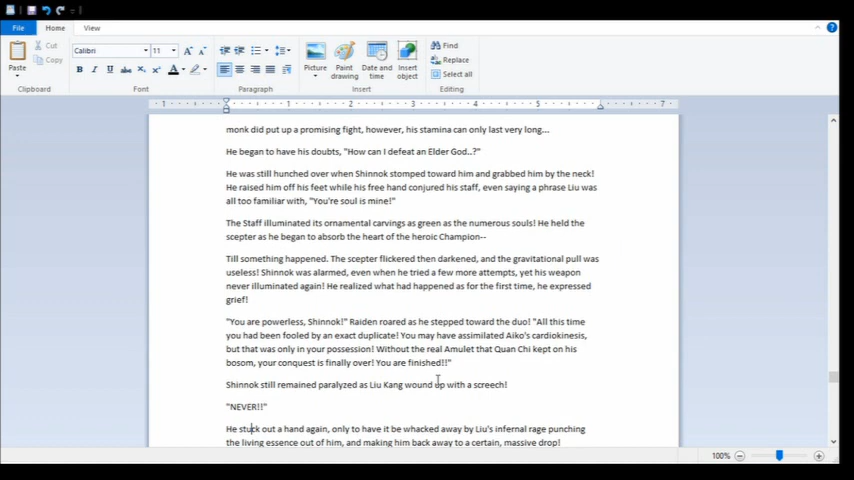 File
Home
View
Paste
Cut
Copy
Clipboard
Calibri
11
Font
Paragraph
Picture
Paint drawing
Date and time
Insert object
Insert
Find
Replace
Select all
Editing
1
1
2
3
4
5
7
monk did put up a promising fight, however, his stamina can only last very long...
He began to have his doubts, "How can I defeat an Elder God..?"
He was still hunched over when Shinnok stomped toward him and grabbed him by the neck!
He raised him off his feet while his free hand conjured his staff, even saying a phrase Liu was
all too familiar with, "You're soul is mine!"
The Staff illuminated its ornamental carvings as green as the numerous souls! He held the
scepter as he began to absorb the heart of the heroic Champion--
Till something happened. The scepter flickered then darkened, and the gravitational pull was
useless! Shinnok was alarmed, even when he tried a few more attempts, yet his weapon
never illuminated again! He realized what had happened as for the first time, he expressed
grief!
"You are powerless, Shinnok!" Raiden roared as he stepped toward the duo! "All this time
you had been fooled by an exact duplicate! You may have assimilated Aiko's cardiokinesis,
but that was only in your possession! Without the real Amulet that Quan Chi kept on his
bosom, your conquest is finally over! You are finished!!"
Shinnok still remained paralyzed as Liu Kang wound up with a screech!
"NEVER!!"
He stuck out a hand again, only to have it be whacked away by Liu's infernal rage punching
the living essence out of him, and making him back away to a certain, massive drop!
100%